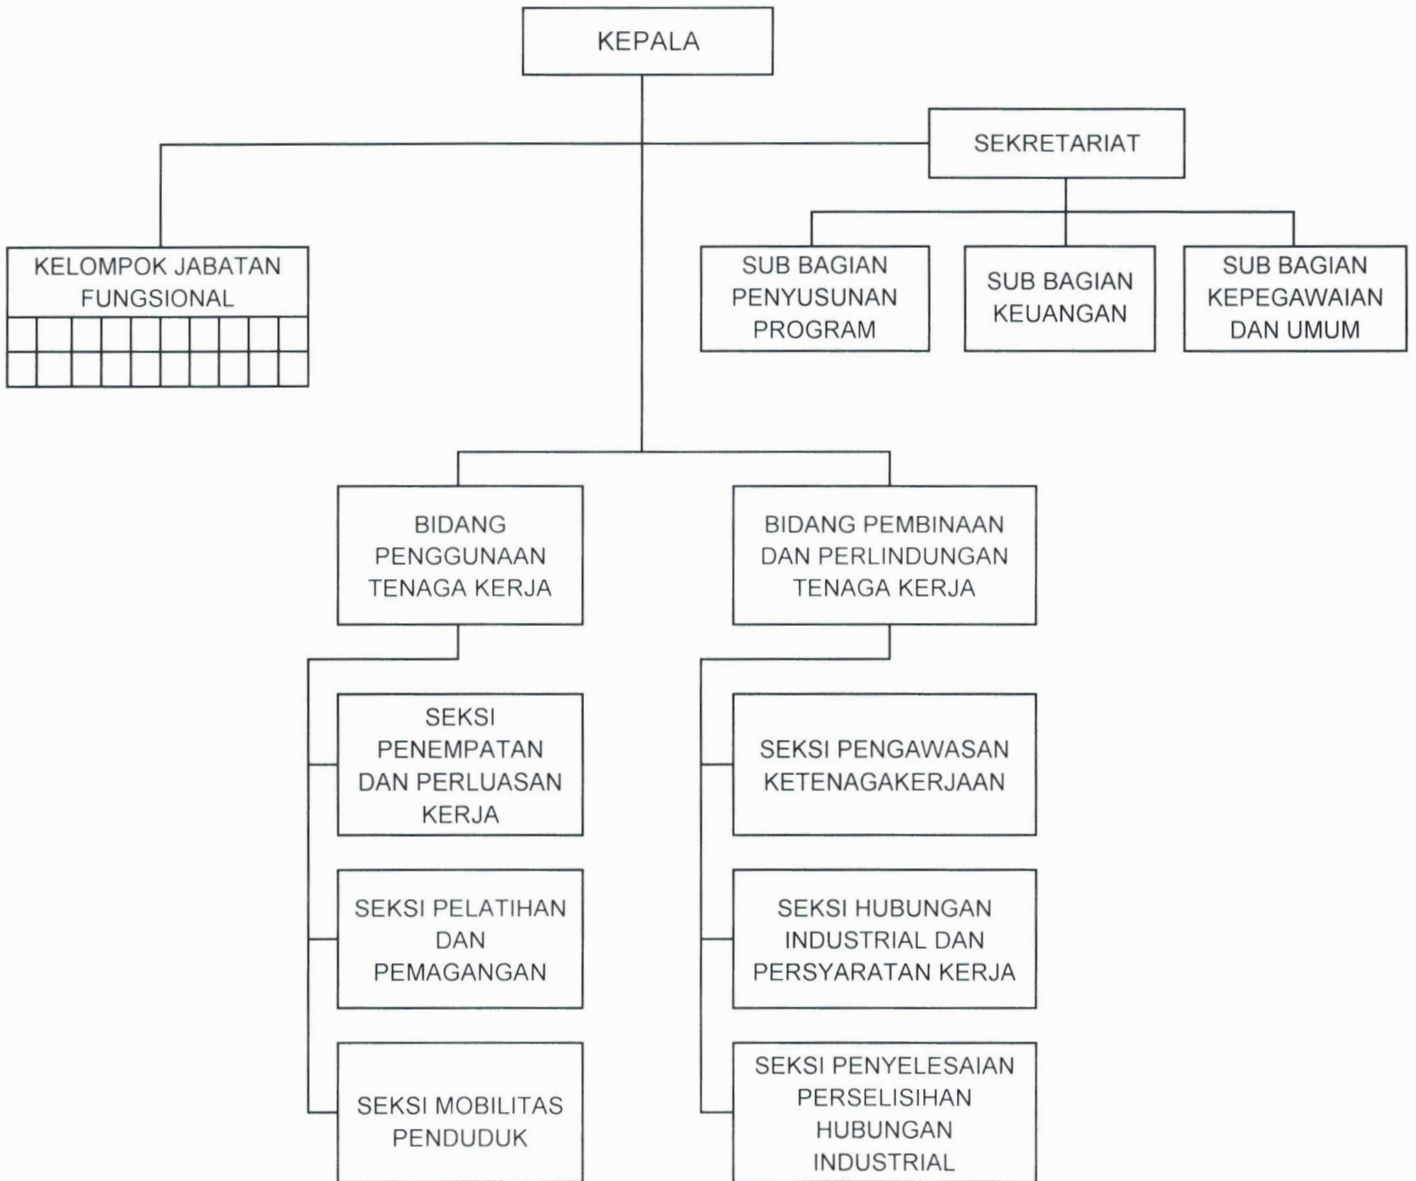 KEPALA
SEKRETARIAT
KELOMPOK JABATAN
FUNGSIONAL
SUB BAGIAN
PENYUSUNAN
PROGRAM
SUB BAGIAN
KEUANGAN
SUB BAGIAN
KEPEGAWAIAN
DAN UMUM
BIDANG
PENGGUNAAN
TENAGA KERJA
BIDANG PEMBINAAN
DAN PERLINDUNGAN
TENAGA KERJA
SEKSI
PENEMPATAN
DAN PERLUASAN
KERJA
SEKSI PENGAWASAN
KETENAGAKERJAAN
SEKSI PELATIHAN
DAN
PEMAGANGAN
SEKSI HUBUNGAN
INDUSTRIAL DAN
PERSYARATAN KERJA
SEKSI MOBILITAS
PENDUDUK
SEKSI PENYELESAIAN
PERSELISIHAN
HUBUNGAN
INDUSTRIAL